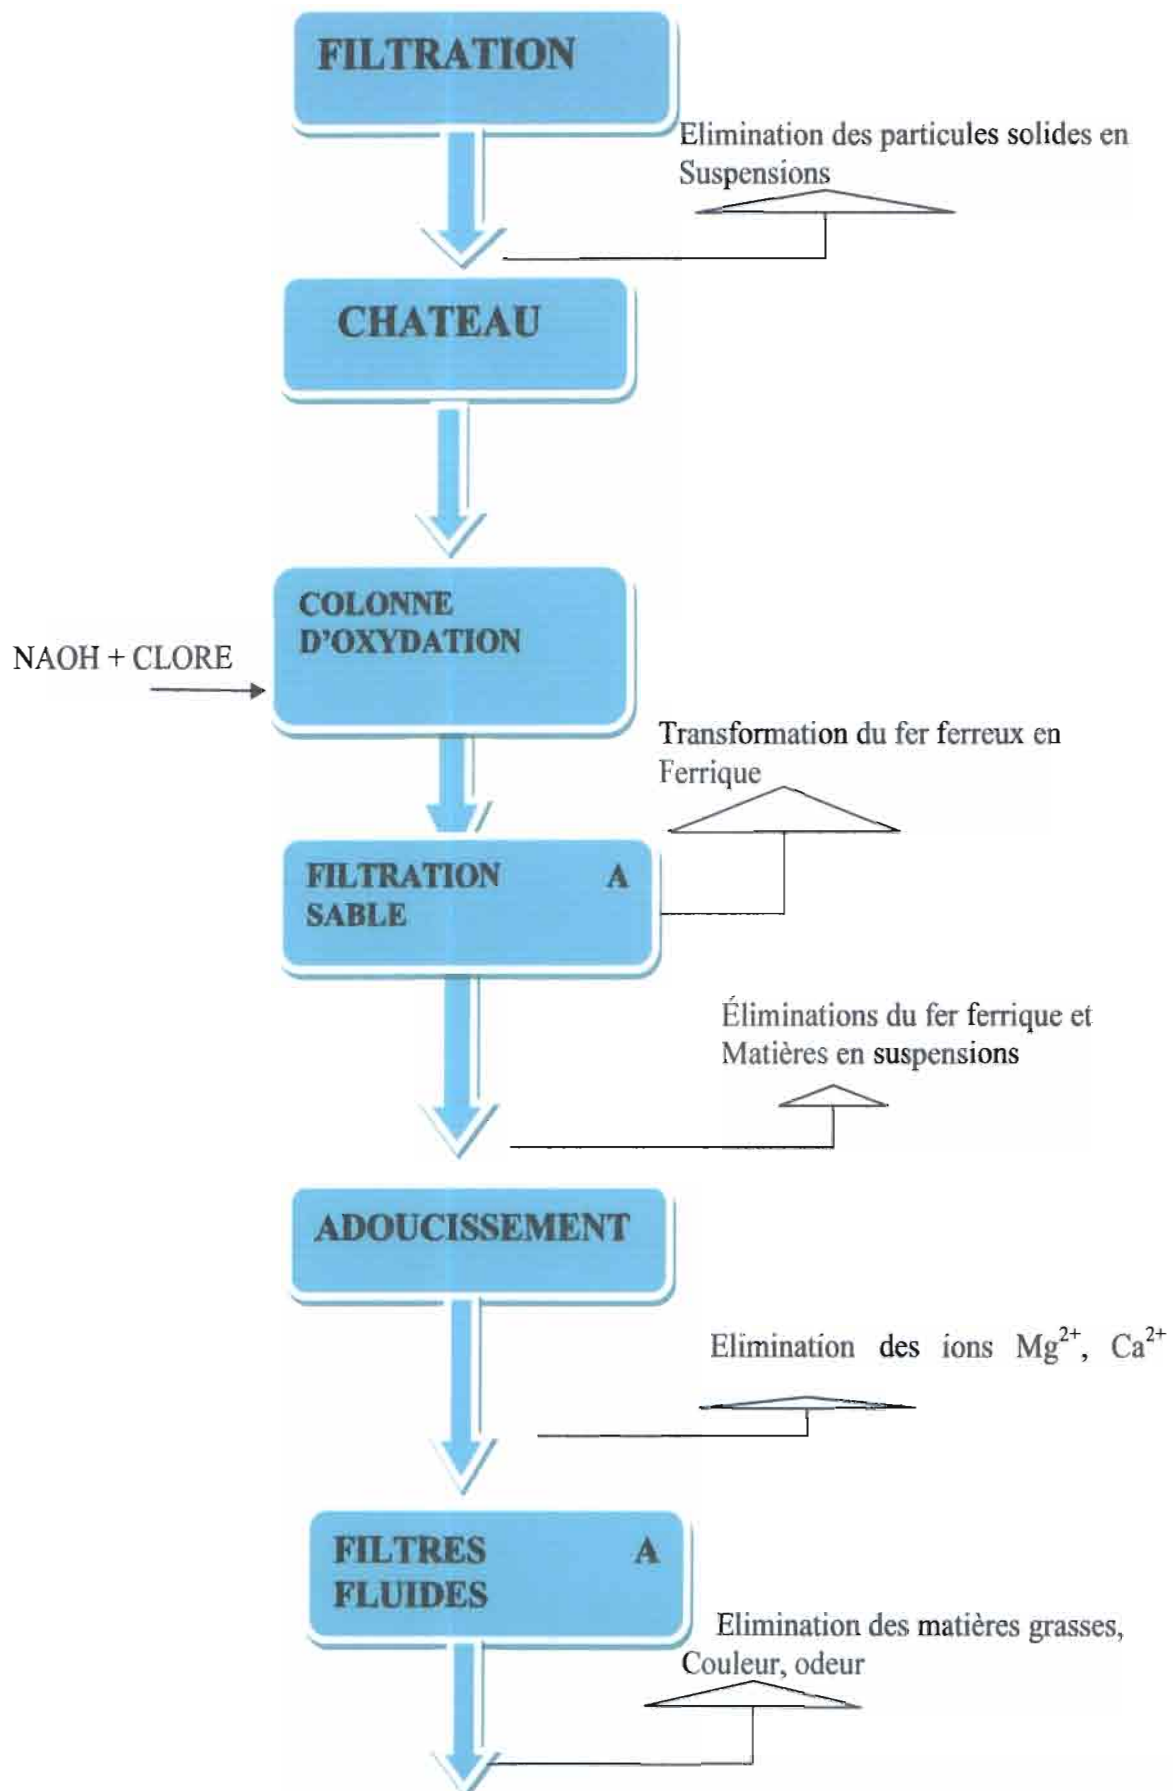 FILTRATION
Elimination des particules solides en
Suspensions
CHATEAU
COLONNE
D'OXYDATION
NAOH + CLORE
Transformation du fer ferreux en
Ferrique
FILTRATION A
SABLE
Éliminations du fer ferrique et
Matières en suspensions
ADOUCISSEMENT
Elimination des ions Mg²⁺, Ca²⁺
FILTRES A
FLUIDES
Elimination des matières grasses,
Couleur, odeur